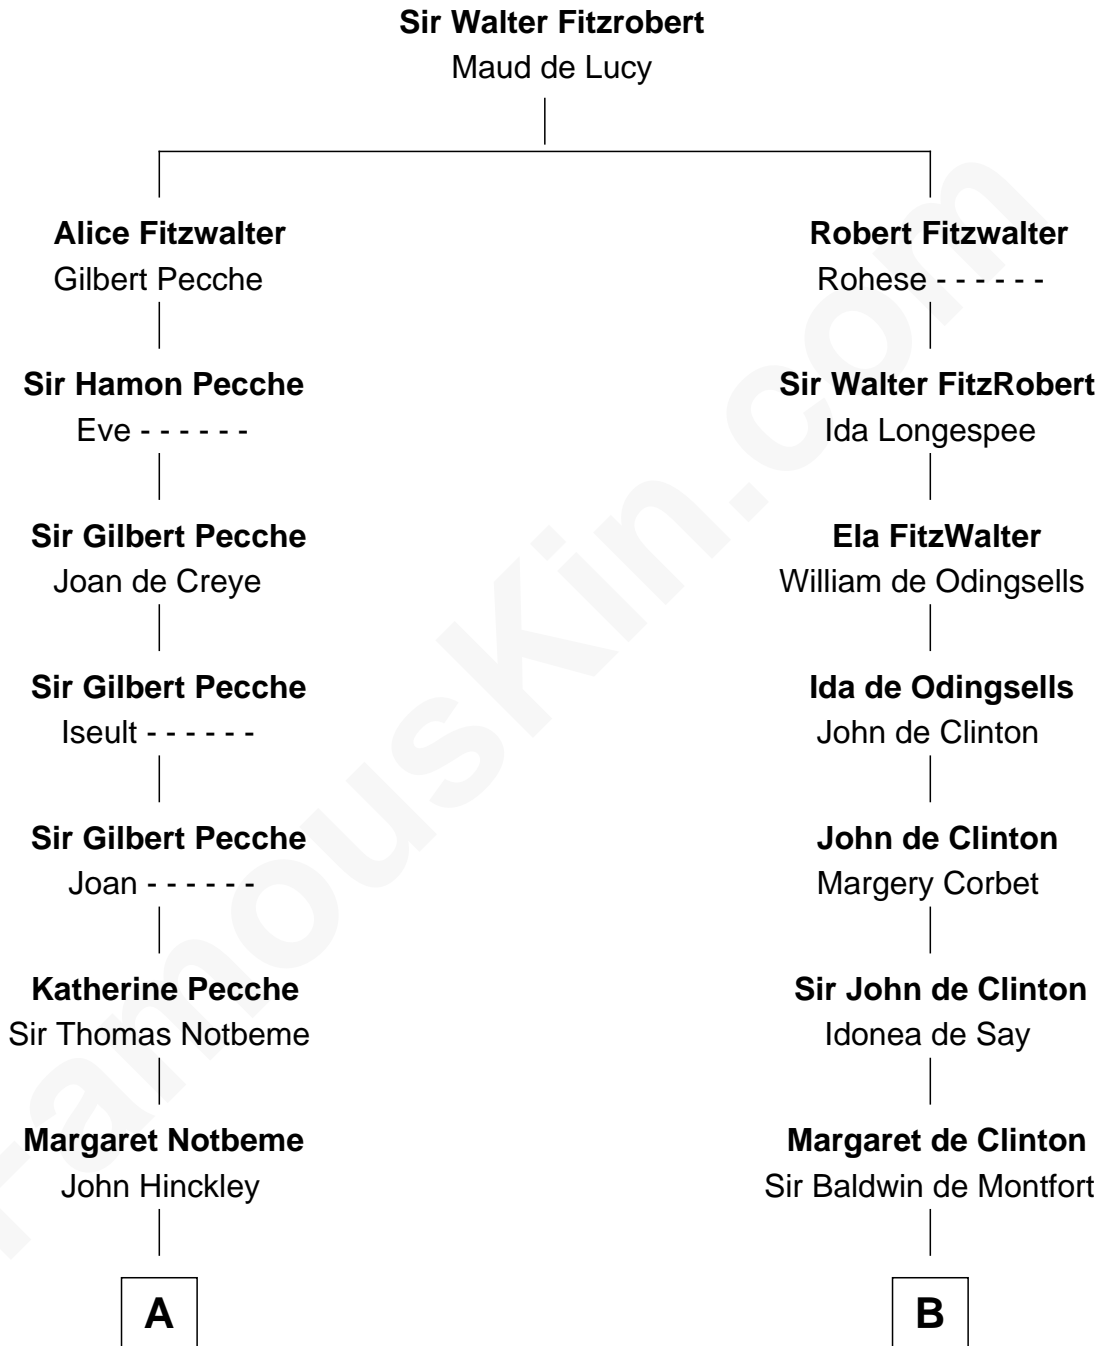 Sir Walter Fitzrobert
Maud de Lucy
Alice Fitzwalter
Gilbert Pecche
Robert Fitzwalter
Rohese - - - - - -
Sir Hamon Pecche
Eve - - - - - -
Sir Walter FitzRobert
Ida Longespee
Sir Gilbert Pecche
Joan de Creye
Ela FitzWalter
William de Odingsells
Sir Gilbert Pecche
Iseult - - - - - -
Ida de Odingsells
John de Clinton
Sir Gilbert Pecche
Joan - - - - - -
John de Clinton
Margery Corbet
Katherine Pecche
Sir Thomas Notbeme
Sir John de Clinton
Idonea de Say
Margaret Notbeme
John Hinckley
Margaret de Clinton
Sir Baldwin de Montfort
A
B
FamousKin.com